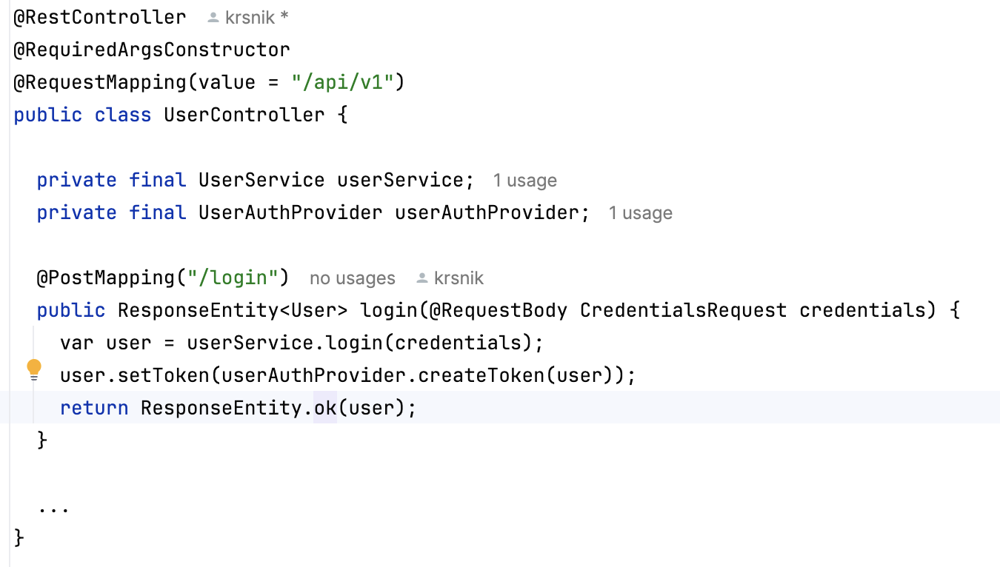 @RestController krsnik *
@RequiredArgsConstructor
@RequestMapping(value = "/api/v1")
public class UserController {
private final UserService userService; 1 usage
private final UserAuthProvider userAuthProvider; 1 usage
@PostMapping("/login") no usages krsnik
public ResponseEntity<User> login(@RequestBody CredentialsRequest credentials) {
var user = userService.login(credentials);
user.setToken(userAuthProvider.createToken(user));
return ResponseEntity.ok(user);
}
...
}